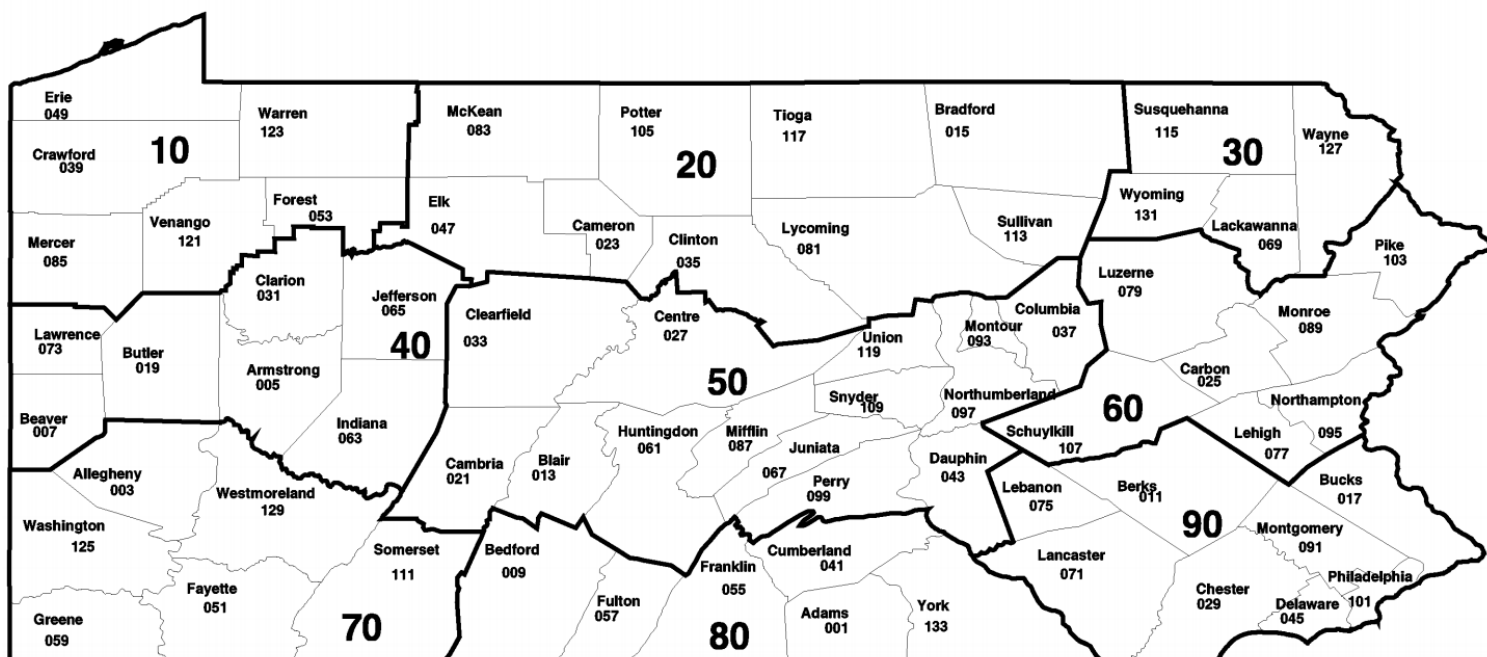 Erie
049
Warren
123
McKean
083
Potter
105
Tioga
117
Bradford
015
Susquehanna
115
Wayne
127
10
20
30
Crawford
039
Forest
053
Elk
047
Cameron
023
Clinton
035
Lycoming
081
Sullivan
113
Wyoming
131
Lackawanna
069
Pike
103
Mercer
085
Venango
121
Clarion
031
Jefferson
065
Clearfield
033
Centre
027
Luzerne
079
Monroe
089
Lawrence
073
Butler
019
Armstrong
005
40
50
Union
119
Montour
093
Columbia
037
Carbon
025
Beaver
007
Indiana
063
Huntingdon
061
Mifflin
087
Snyder
109
Northumberland
097
60
Northampton
095
Lehigh
077
Schuylkill
107
Allegheny
003
Westmoreland
129
Cambria
021
Blair
013
Juniata
067
Perry
099
Dauphin
043
Lebanon
075
Berks
011
Bucks
017
Washington
125
Somerset
111
Bedford
009
Franklin
055
Cumberland
041
Lancaster
071
90
Montgomery
091
Greene
059
Fayette
051
70
Fulton
057
80
Adams
001
York
133
Chester
029
Delaware
045
Philadelphia
101